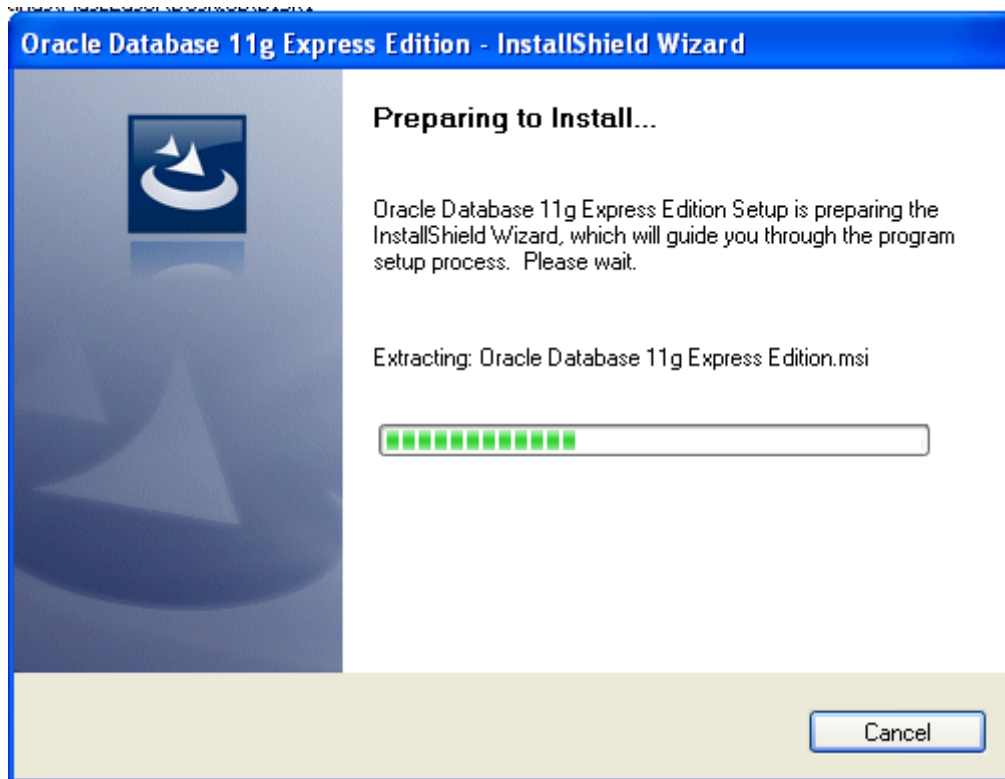 Oracle Database 11g Express Edition - InstallShield Wizard
Preparing to Install...
Oracle Database 11g Express Edition Setup is preparing the
InstallShield Wizard, which will guide you through the program
setup process.  Please wait.
Extracting: Oracle Database 11g Express Edition.msi
Cancel